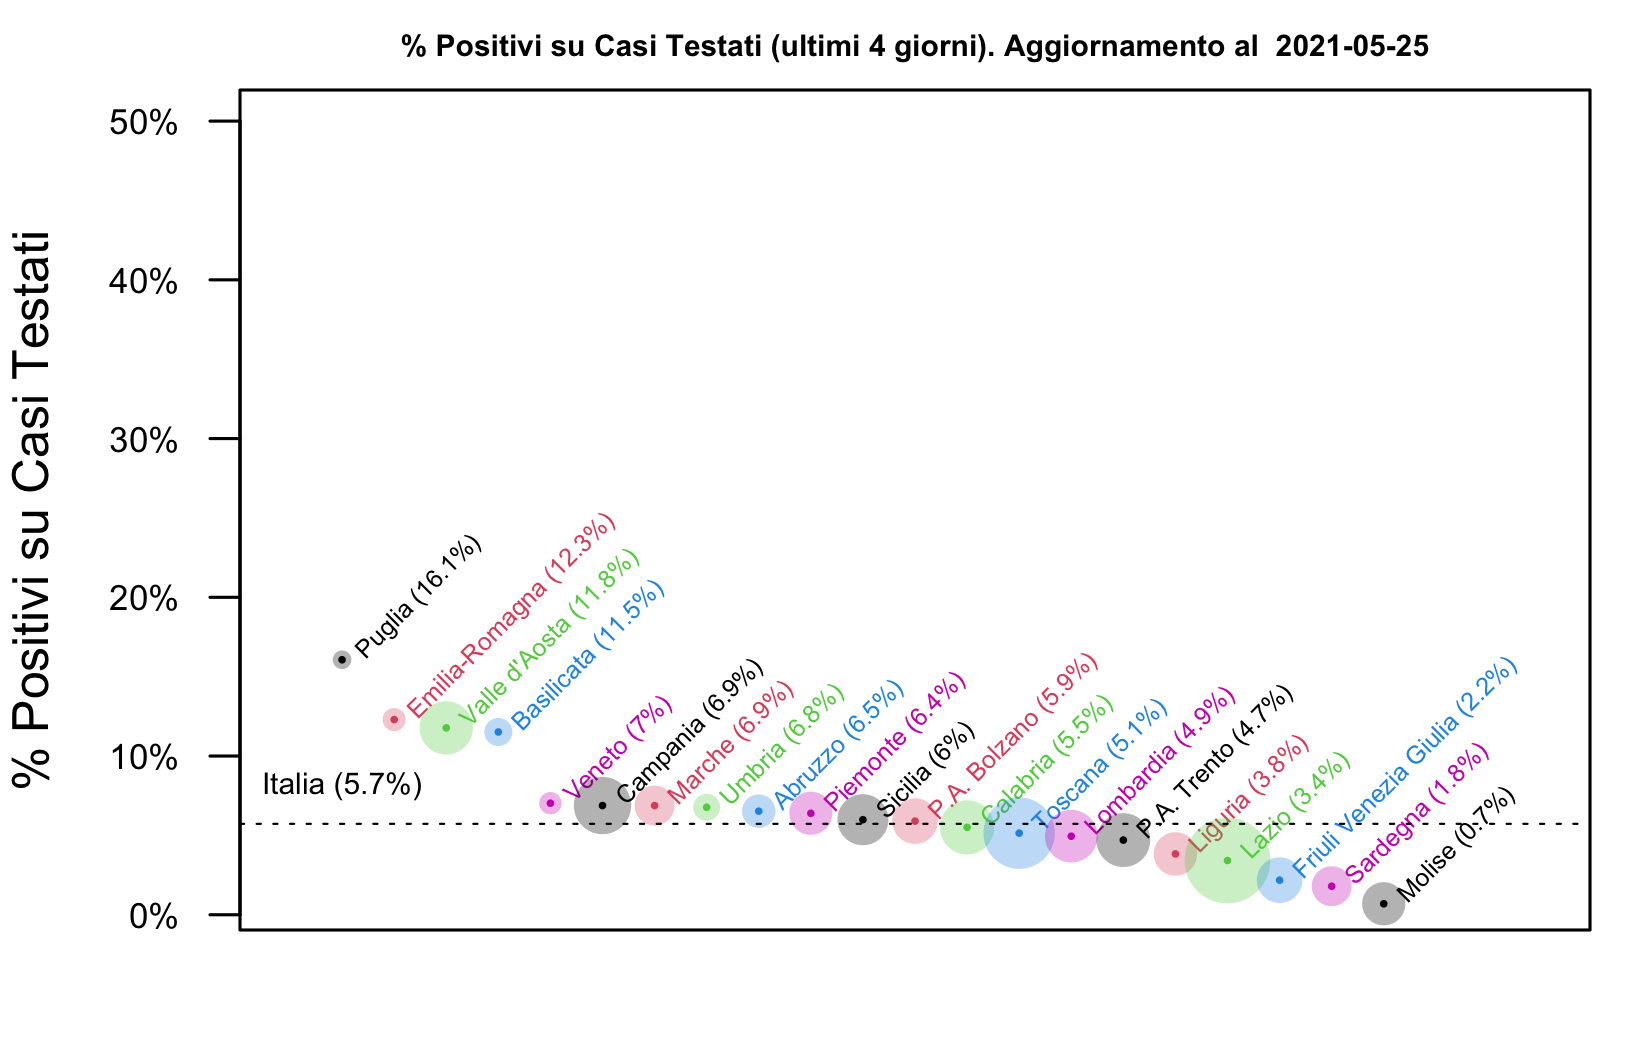 % Positivi su Casi Testati (ultimi 4 giorni). Aggiornamento al  2021-05-25
% Positivi su Casi Testati
50%
40%
30%
20%
10%
0%
Italia (5.7%)
Puglia (16.1%)
Emilia-Romagna (12.3%)
Valle d'Aosta (11.8%)
Basilicata (11.5%)
Veneto (7%)
Campania (6.9%)
Marche (6.9%)
Umbria (6.8%)
Abruzzo (6.5%)
Piemonte (6.4%)
Sicilia (6%)
P.A. Bolzano (5.9%)
Calabria (5.5%)
Toscana (5.1%)
Lombardia (4.9%)
P.A. Trento (4.7%)
Liguria (3.8%)
Lazio (3.4%)
Friuli Venezia Giulia (2.2%)
Sardegna (1.8%)
Molise (0.7%)